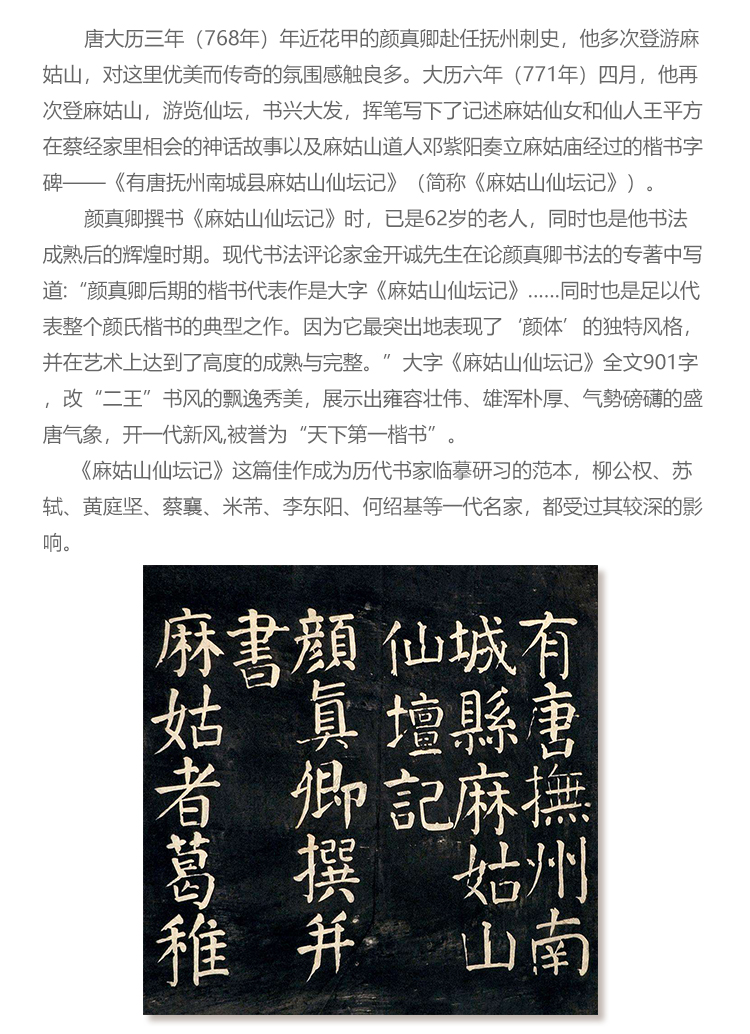 唐大历三年（768年）年近花甲的颜真卿赴任抚州刺史，他多次登游麻
姑山，对这里优美而传奇的氛围感触良多。大历六年（771年）四月，他再
次登麻姑山，游览仙坛，书兴大发，挥笔写下了记述麻姑仙女和仙人王平方
在蔡经家里相会的神话故事以及麻姑山道人邓紫阳奏立麻姑庙经过的楷书字
碑——《有唐抚州南城县麻姑山仙坛记》（简称《麻姑山仙坛记》）。
颜真卿撰书《麻姑山仙坛记》时，已是62岁的老人，同时也是他书法
成熟后的辉煌时期。现代书法评论家金开诚先生在论颜真卿书法的专著中写
道:“颜真卿后期的楷书代表作是大字《麻姑山仙坛记》......同时也是足以代
表整个颜氏楷书的典型之作。因为它最突出地表现了‘颜体’的独特风格，
并在艺术上达到了高度的成熟与完整。”大字《麻姑山仙坛记》全文901字
，改“二王”书风的飘逸秀美，展示出雍容壮伟、雄浑朴厚、气勢磅礴的盛
唐气象，开一代新风,被誉为“天下第一楷书”。
《麻姑山仙坛记》这篇佳作成为历代书家临摹研习的范本，柳公权、苏
轼、黄庭坚、蔡襄、米芾、李东阳、何绍基等一代名家，都受过其较深的影
响。
有唐撫州南
城縣麻姑山
仙壇記
顏真卿撰并
書
麻姑者葛稚